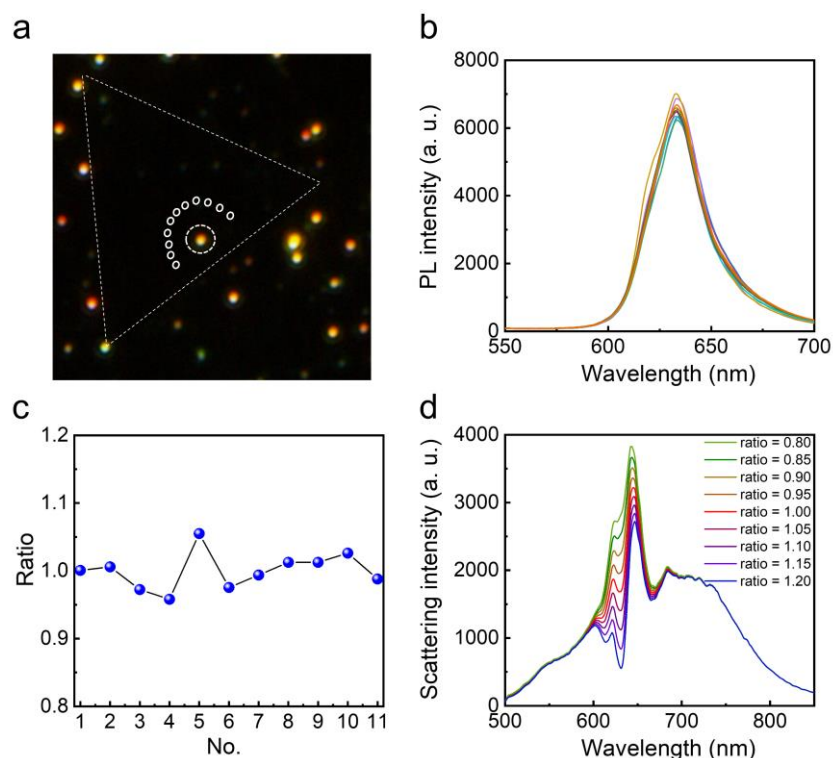 a
b
8000
6000
4000
2000
0
550
600
650
700
PL intensity (a. u.)
Wavelength (nm)
c
1.2
1.1
1.0
0.9
0.8
1 2 3 4 5 6 7 8 9 10 11
Ratio
No.
d
4000
3000
2000
1000
0
500
600
700
800
Scattering intensity (a. u.)
Wavelength (nm)
ratio = 0.80
ratio = 0.85
ratio = 0.90
ratio = 0.95
ratio = 1.00
ratio = 1.05
ratio = 1.10
ratio = 1.15
ratio = 1.20